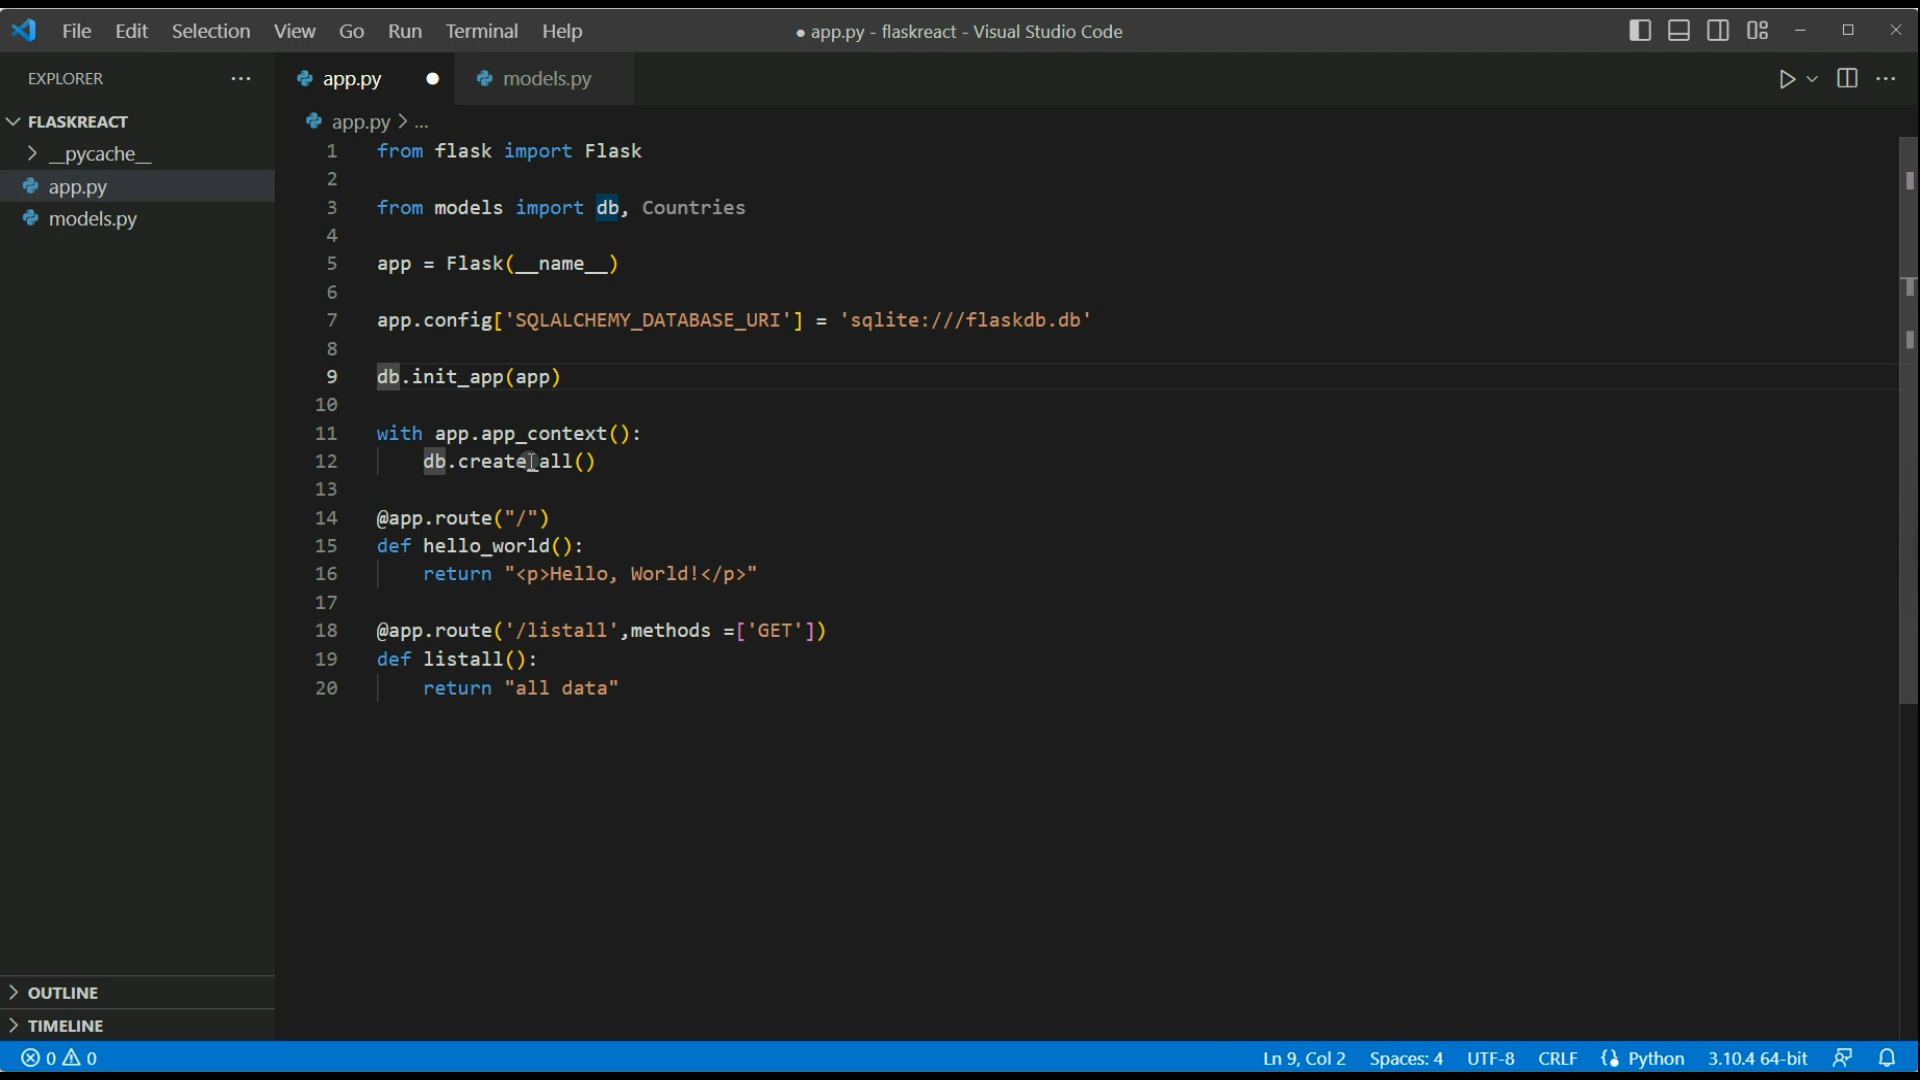 File Edit Selection View Go Run Terminal Help
● app.py - flaskreact - Visual Studio Code
EXPLORER
app.py
models.py
FLASKREACT
__pycache__
app.py
models.py
app.py > ...
1 from flask import Flask
2
3 from models import db, Countries
4
5 app = Flask(__name__)
6
7 app.config['SQLALCHEMY_DATABASE_URI'] = 'sqlite:///flaskdb.db'
8
9 db.init_app(app)
10
11 with app.app_context():
12 db.create_all()
13
14 @app.route("/")
15 def hello_world():
16 return "<p>Hello, World!</p>"
17
18 @app.route('/listall',methods =['GET'])
19 def listall():
20 return "all data"
OUTLINE
TIMELINE
0 0
Ln 9, Col 2 Spaces: 4 UTF-8 CRLF Python 3.10.4 64-bit